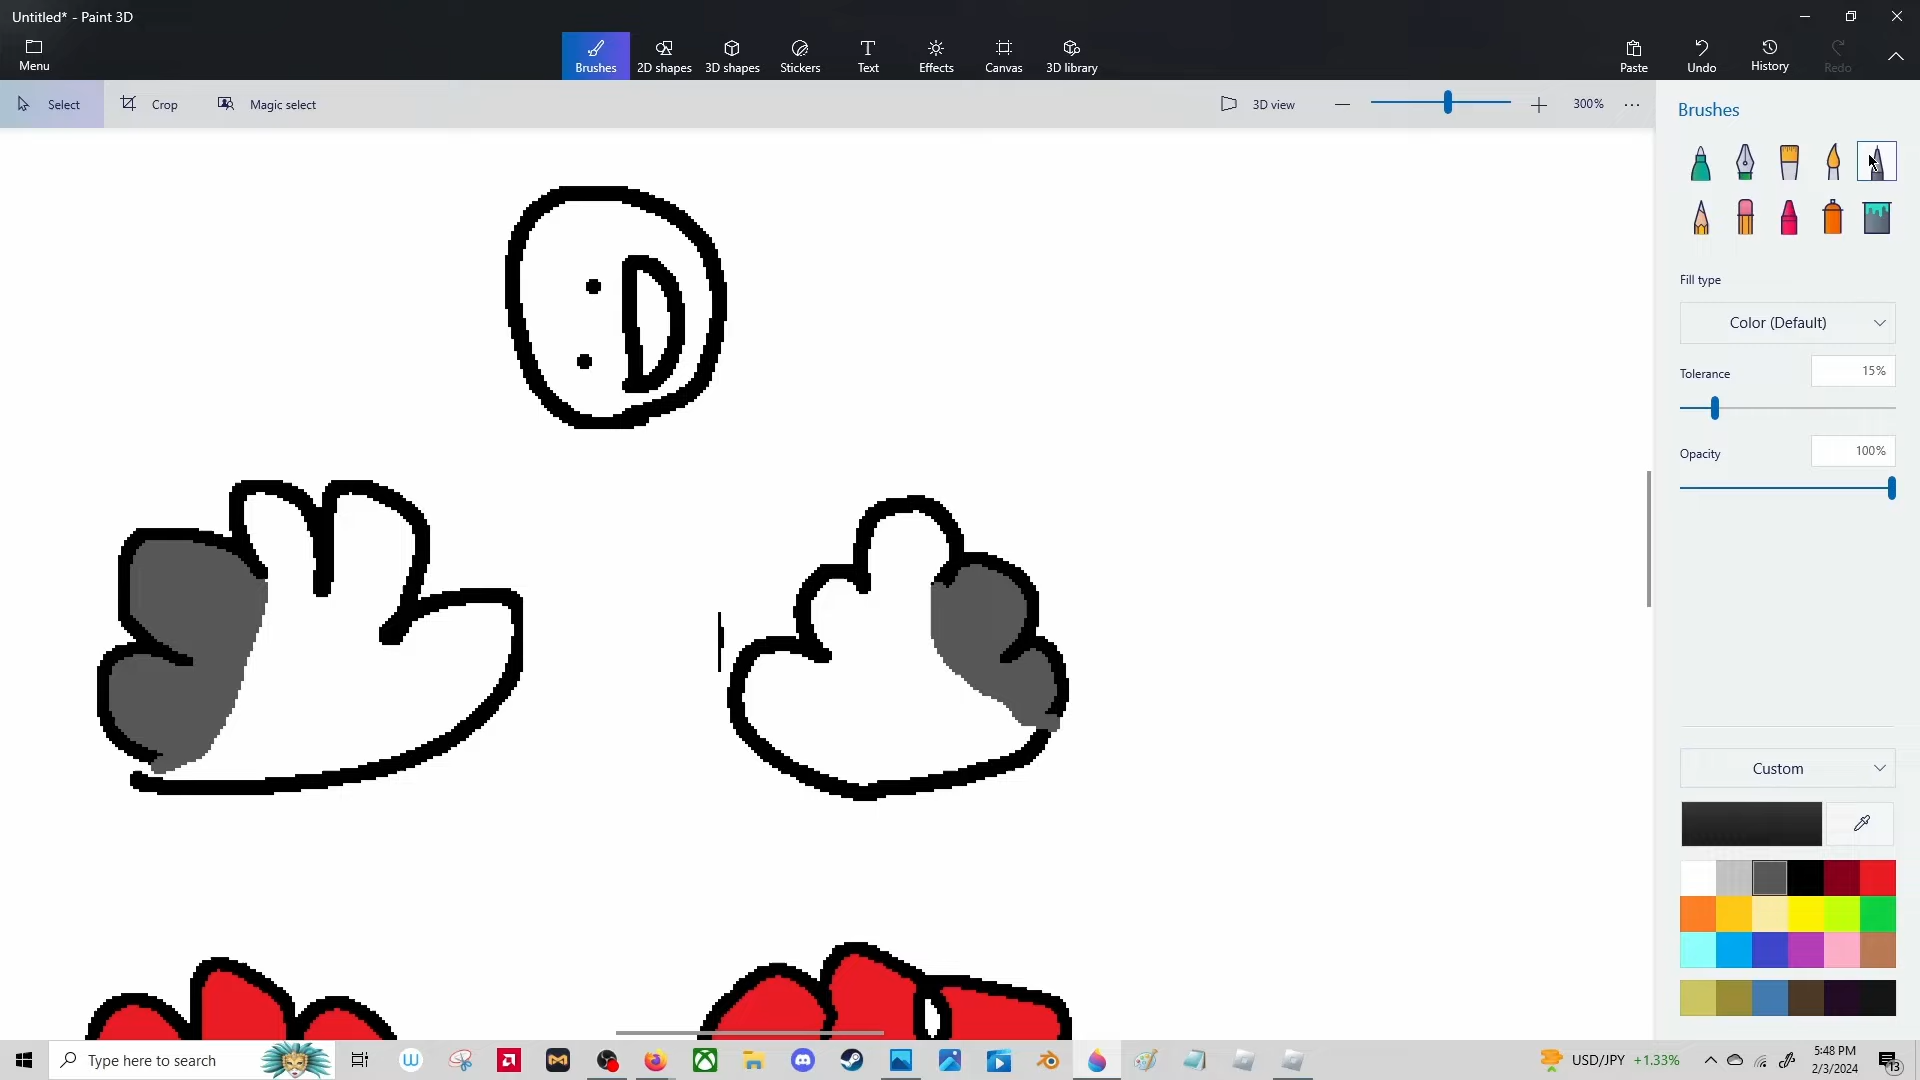 Untitled* - Paint 3D
Menu
Brushes
2D shapes
3D shapes
Stickers
Text
Effects
Canvas
3D library
Paste
Undo
History
Redo
Select
Crop
Magic select
3D view
300%
Brushes
Fill type
Color (Default)
Tolerance
15%
Opacity
100%
Custom
Type here to search
USD/JPY +1.33%
5:48 PM
2/3/2024
13